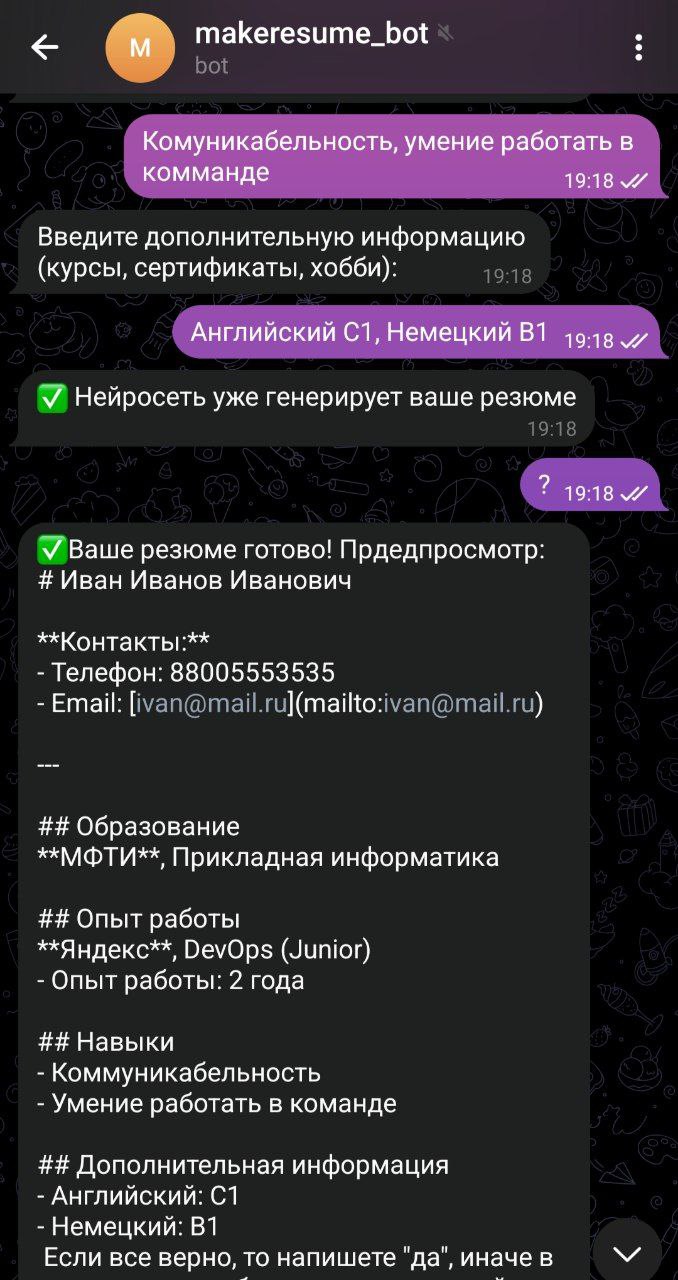 M
makeresume_bot
bot
Комуникабельность, умение работать в
комманде
19:18
Введите дополнительную информацию
(курсы, сертификаты, хобби):
19:18
Английский C1, Немецкий B1
19:18
Нейросеть уже генерирует ваше резюме
19:18
?
19:18
Ваше резюме готово! Прдедпросмотр:
# Иван Иванов Иванович
**Контакты:**
- Телефон: 88005553535
- Email: [ivan@mail.ru](mailto:ivan@mail.ru)
---
## Образование
**МФТИ**, Прикладная информатика
## Опыт работы
**Яндекс**, DevOps (Junior)
- Опыт работы: 2 года
## Навыки
- Коммуникабельность
- Умение работать в команде
## Дополнительная информация
- Английский: C1
- Немецкий: B1
Если все верно, то напишете "да", иначе в